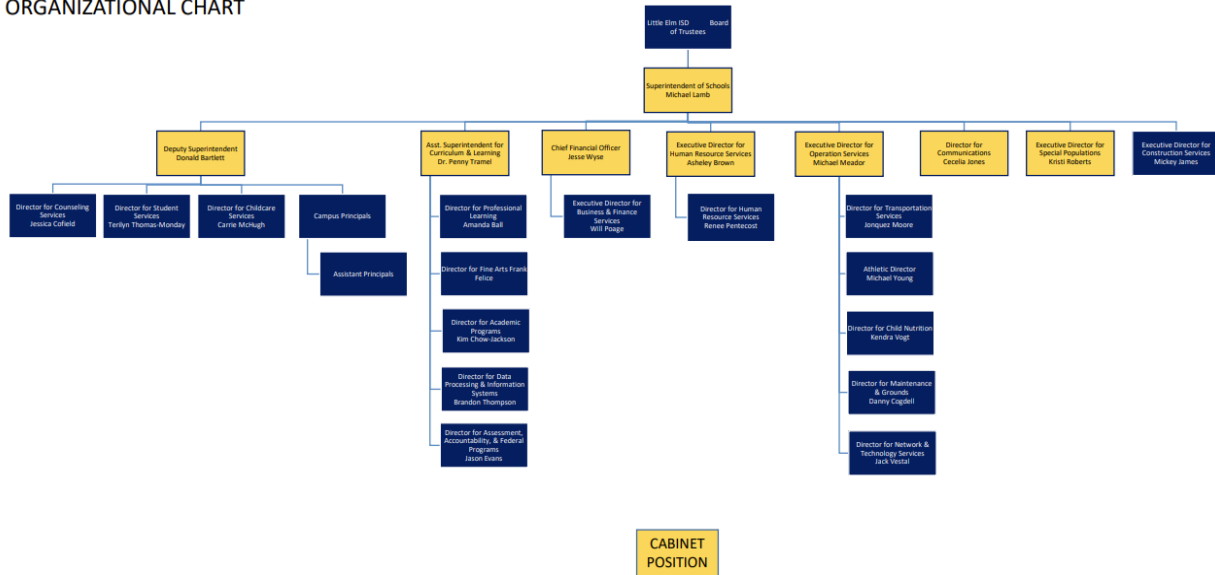 ORGANIZATIONAL CHART
Little Elm ISD Board
of Trustees
Superintendent of Schools
Michael Lamb
Deputy Superintendent
Donald Bartlett
Asst. Superintendent for
Curriculum & Learning
Dr. Penny Tramel
Chief Financial Officer
Jesse Wyse
Executive Director for
Human Resource Services
Asheley Brown
Executive Director for
Operation Services
Michael Meador
Director for
Communications
Cecelia Jones
Executive Director for
Special Populations
Kristi Roberts
Executive Director for
Construction Services
Mickey James
Director for Counseling
Services
Jessica Cofield
Director for Student
Services
Terilyn Thomas-Monday
Director for Childcare
Services
Carrie McHugh
Campus Principals
Assistant Principals
Director for Professional
Learning
Amanda Ball
Director for Fine Arts Frank
Felice
Director for Academic
Programs
Kim Chow-Jackson
Director for Data
Processing & Information
Systems
Brandon Thompson
Director for Assessment,
Accountability, & Federal
Programs
Jason Evans
Executive Director for
Business & Finance
Services
Will Poage
Director for Human
Resource Services
Renee Pentecost
Director for Transportation
Services
Jonquez Moore
Athletic Director
Michael Young
Director for Child Nutrition
Kendra Vogt
Director for Maintenance
& Grounds
Danny Cogdell
Director for Network &
Technology Services
Jack Vestal
CABINET
POSITION